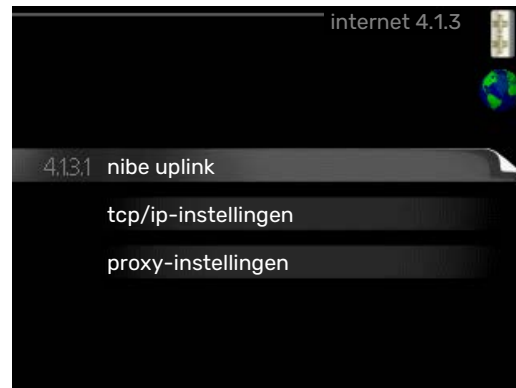 internet 4.1.3
4.1.3.1 nibe uplink
tcp/ip-instellingen
proxy-instellingen